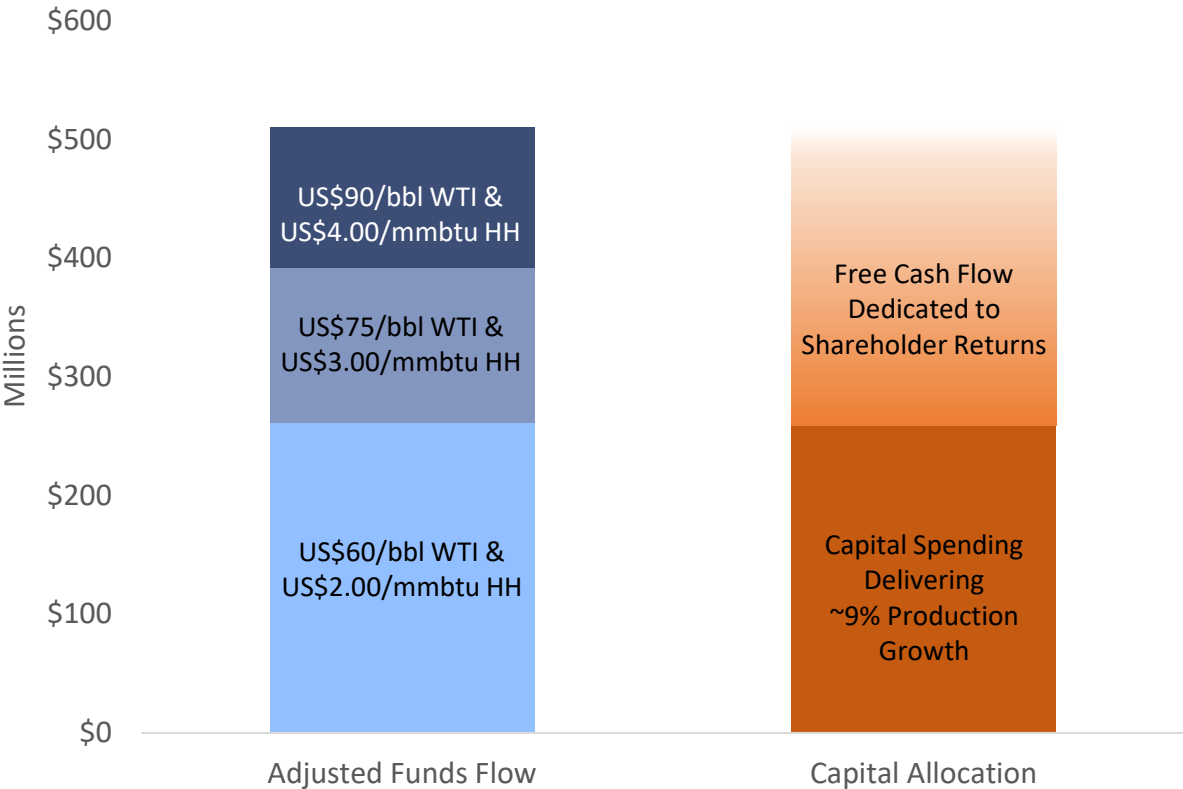 $600
$500
$400
$300
$200
$100
$0
Millions
US$90/bbl WTI &
US$4.00/mmbtu HH
US$75/bbl WTI &
US$3.00/mmbtu HH
US$60/bbl WTI &
US$2.00/mmbtu HH
Free Cash Flow
Dedicated to
Shareholder Returns
Capital Spending
Delivering
~9% Production
Growth
Adjusted Funds Flow
Capital Allocation